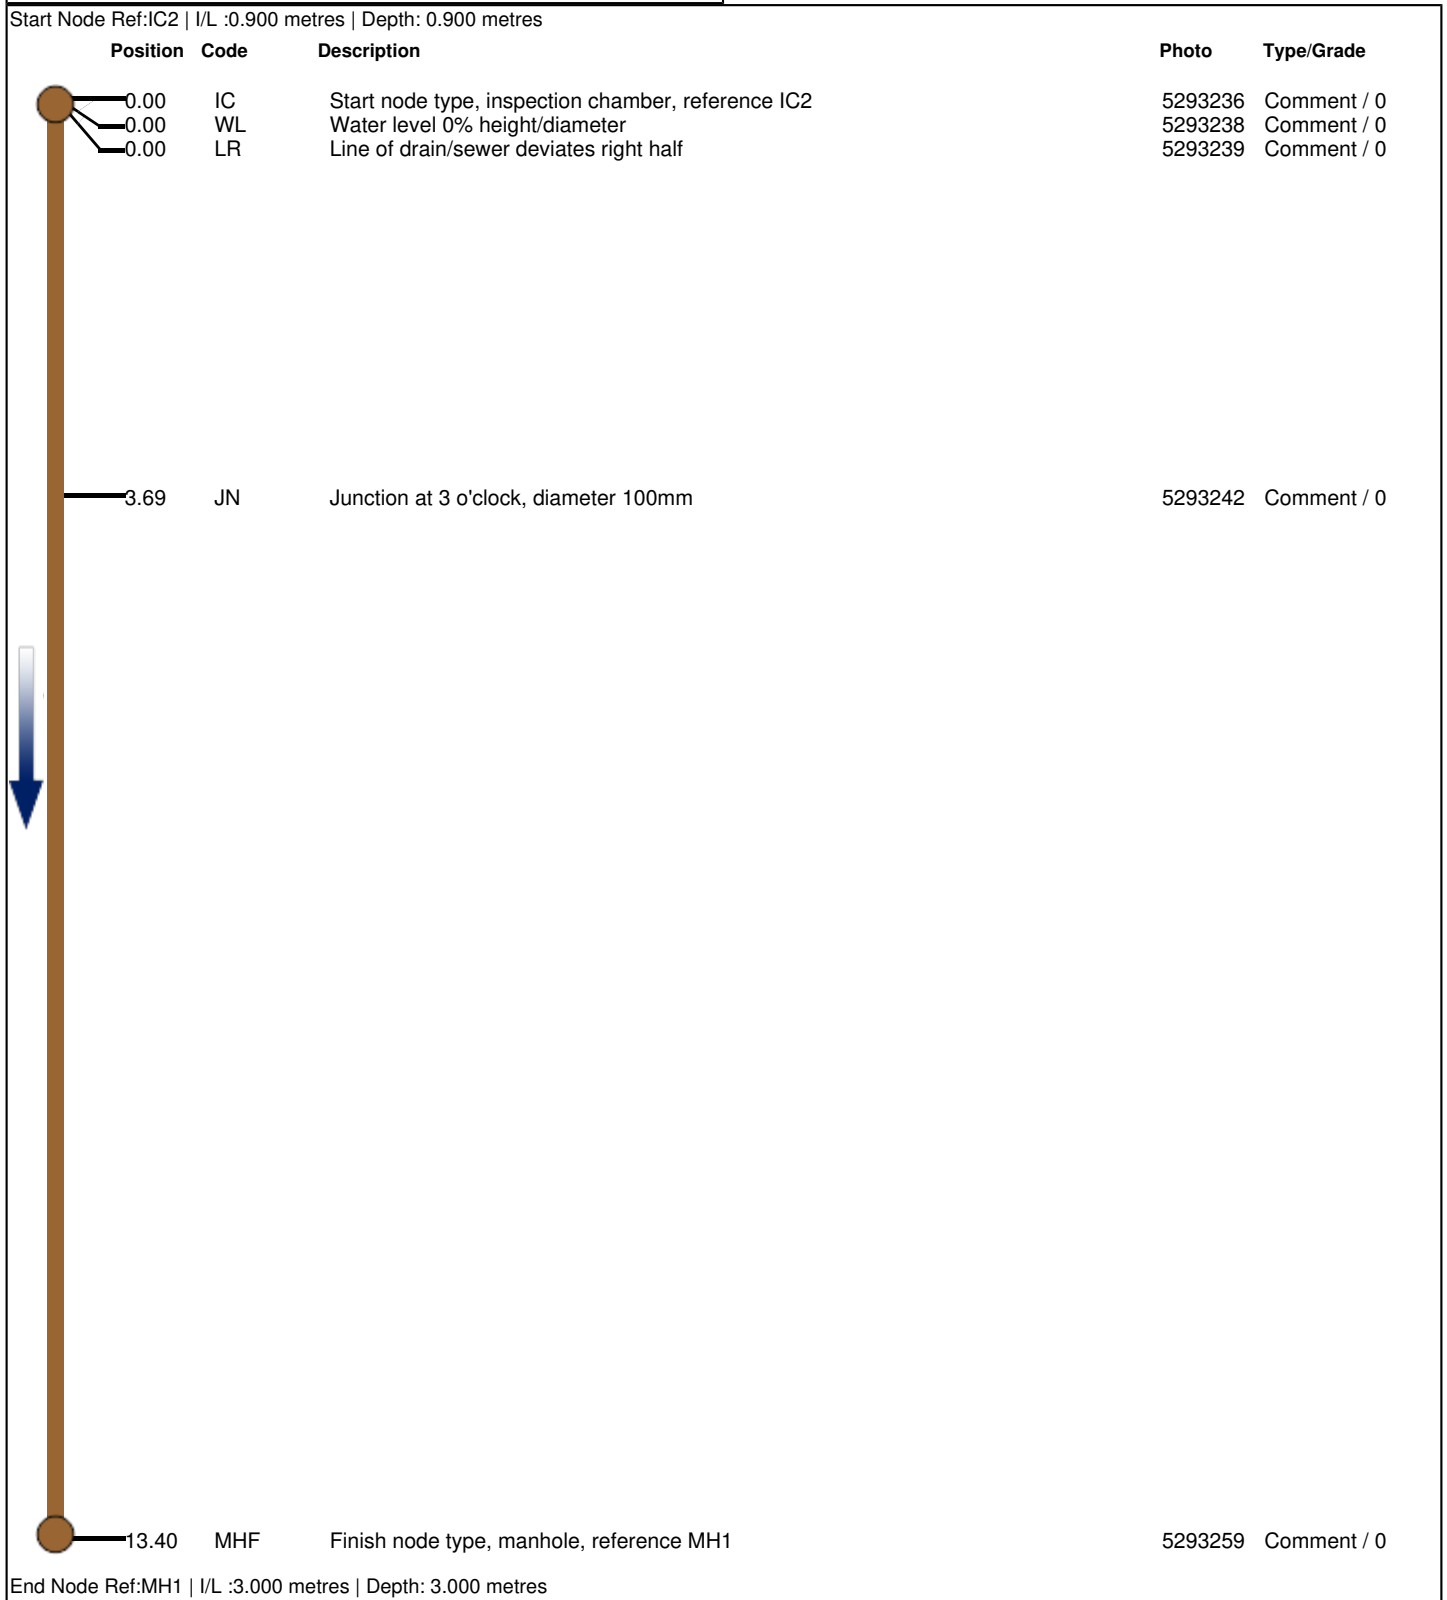 Start Node Ref:IC2 | I/L :0.900 metres | Depth: 0.900 metres
Position Code Description Photo Type/Grade
0.00 IC Start node type, inspection chamber, reference IC2 5293236 Comment / 0
0.00 WL Water level 0% height/diameter 5293238 Comment / 0
0.00 LR Line of drain/sewer deviates right half 5293239 Comment / 0
3.69 JN Junction at 3 o'clock, diameter 100mm 5293242 Comment / 0
13.40 MHF Finish node type, manhole, reference MH1 5293259 Comment / 0
End Node Ref:MH1 | I/L :3.000 metres | Depth: 3.000 metres